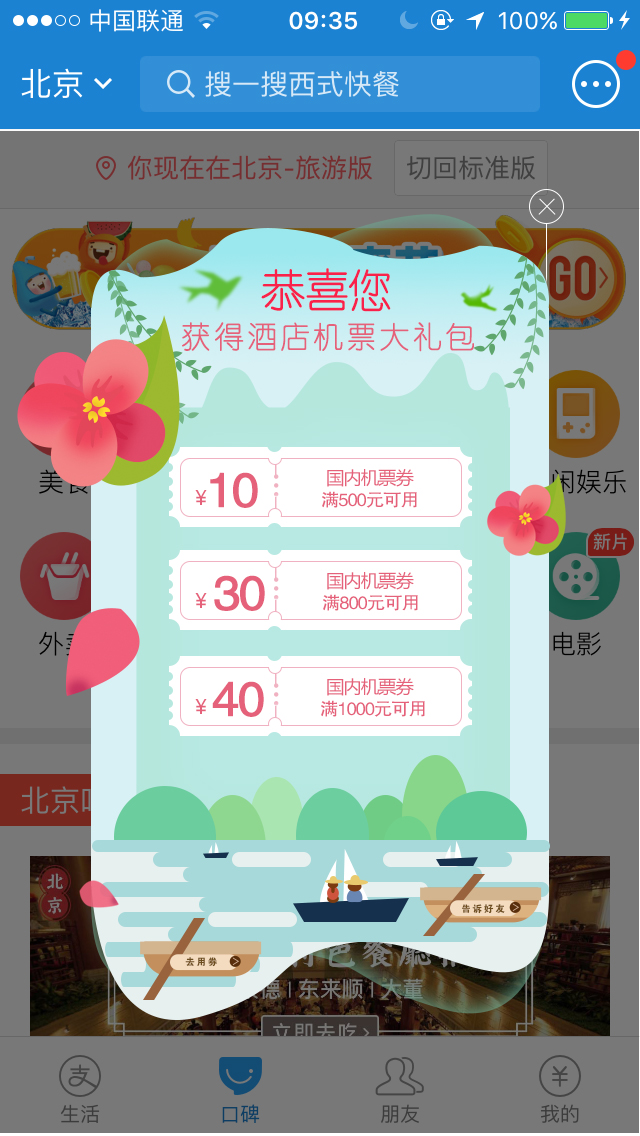 中国联通
09:35
100%
北京
搜一搜西式快餐
你现在在北京-旅游版
切回标准版
GO
恭喜您
获得酒店机票大礼包
美食
闲娱乐
¥10
国内机票券
满500元可用
新片
¥30
国内机票券
满800元可用
外卖
电影
¥40
国内机票券
满1000元可用
北京
北京
告诉好友
去用券
色餐厅
德 | 东来顺 | 大董
立即去吃
支
生活
口碑
朋友
¥
我的